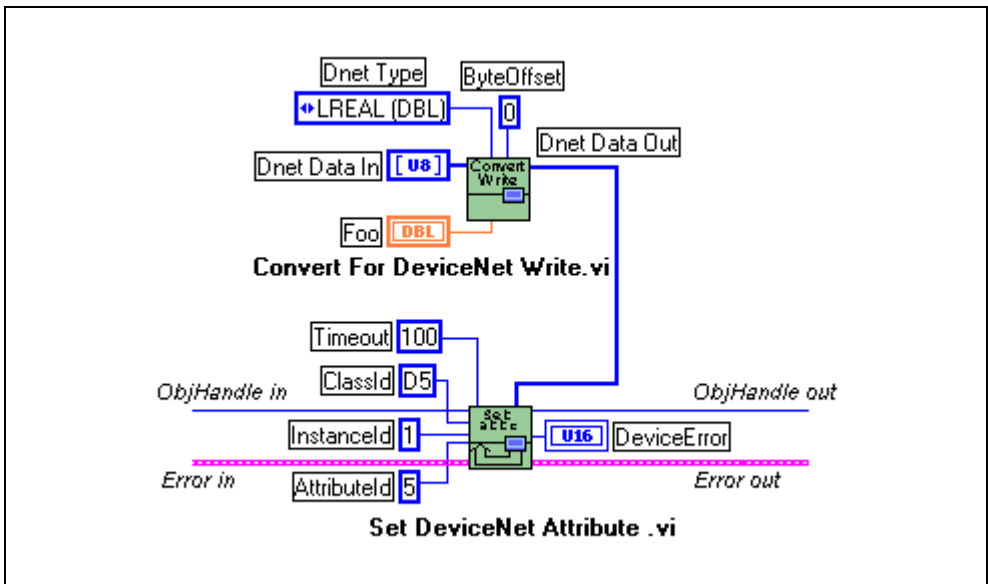 Dnet Type
ByteOffset
LREAL (DBL)
0
Dnet Data Out
Dnet Data In
[U8]
Convert
Write
Foo
DBL
Convert For DeviceNet Write.vi
Timeout
100
ClassId
D5
ObjHandle in
ObjHandle out
Set
attr
InstanceId
1
U16
DeviceError
Error in
AttributeId
5
Error out
Set DeviceNet Attribute .vi